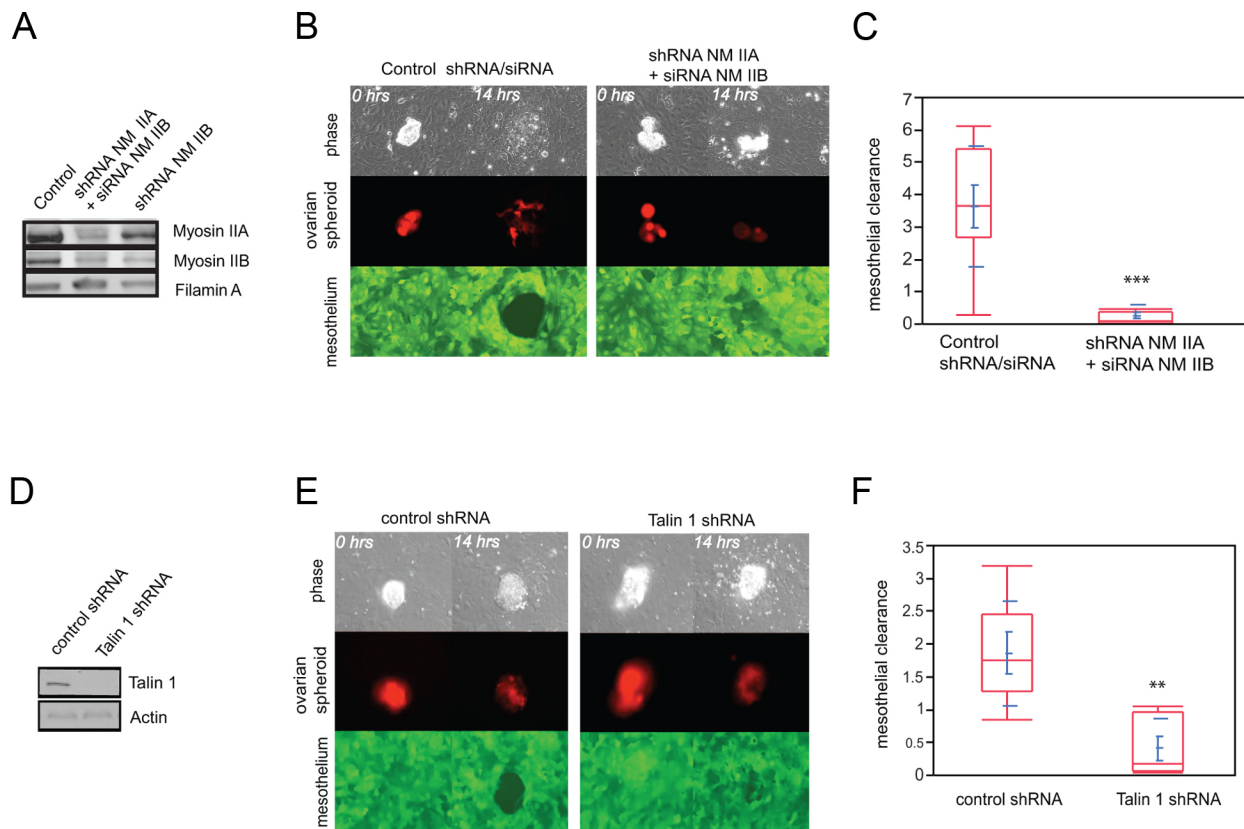 A
Control
shRNA NM IIA
+ siRNA NM IIB
shRNA NM IIB
Myosin IIA
Myosin IIB
Filamin A
B
Control shRNA/siRNA
shRNA NM IIA
+ siRNA NM IIB
0 hrs
14 hrs
0 hrs
14 hrs
phase
ovarian
spheroid
mesothelium
C
mesothelial clearance
7
6
5
4
3
2
1
0
***
Control
shRNA/siRNA
shRNA NM IIA
+ siRNA NM IIB
D
control shRNA
Talin 1 shRNA
Talin 1
Actin
E
control shRNA
Talin 1 shRNA
0 hrs
14 hrs
0 hrs
14 hrs
phase
ovarian
spheroid
mesothelium
F
mesothelial clearance
3.5
3
2.5
2
1.5
1
0.5
0
**
control shRNA
Talin 1 shRNA